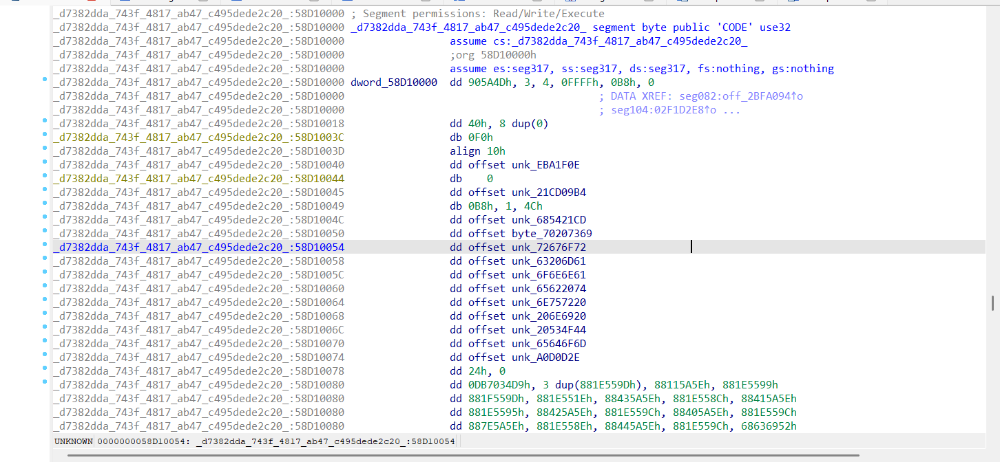 _d7382dda_743f_4817_ab47_c495dede2c20_:58D10000 ; Segment permissions: Read/Write/Execute
_d7382dda_743f_4817_ab47_c495dede2c20_:58D10000 _d7382dda_743f_4817_ab47_c495dede2c20_ segment byte public 'CODE' use32
_d7382dda_743f_4817_ab47_c495dede2c20_:58D10000 assume cs:_d7382dda_743f_4817_ab47_c495dede2c20_
_d7382dda_743f_4817_ab47_c495dede2c20_:58D10000 ;org 58D10000h
_d7382dda_743f_4817_ab47_c495dede2c20_:58D10000 assume es:seg317, ss:seg317, ds:seg317, fs:nothing, gs:nothing
_d7382dda_743f_4817_ab47_c495dede2c20_:58D10000 dword_58D10000 dd 905A4Dh, 3, 4, 0FFFFh, 0B8h, 0
_d7382dda_743f_4817_ab47_c495dede2c20_:58D10000 ; DATA XREF: seg082:off_2BFA094↑o
_d7382dda_743f_4817_ab47_c495dede2c20_:58D10000 ; seg104:02F1D2E8↑o ...
_d7382dda_743f_4817_ab47_c495dede2c20_:58D10018 dd 40h, 8 dup(0)
_d7382dda_743f_4817_ab47_c495dede2c20_:58D1003C db 0F0h
_d7382dda_743f_4817_ab47_c495dede2c20_:58D1003D align 10h
_d7382dda_743f_4817_ab47_c495dede2c20_:58D10040 dd offset unk_EBA1F0E
_d7382dda_743f_4817_ab47_c495dede2c20_:58D10044 db 0
_d7382dda_743f_4817_ab47_c495dede2c20_:58D10045 dd offset unk_21CD09B4
_d7382dda_743f_4817_ab47_c495dede2c20_:58D10049 db 0B8h, 1, 4Ch
_d7382dda_743f_4817_ab47_c495dede2c20_:58D1004C dd offset unk_685421CD
_d7382dda_743f_4817_ab47_c495dede2c20_:58D10050 dd offset byte_70207369
_d7382dda_743f_4817_ab47_c495dede2c20_:58D10054 dd offset unk_72676F72
_d7382dda_743f_4817_ab47_c495dede2c20_:58D10058 dd offset unk_63206D61
_d7382dda_743f_4817_ab47_c495dede2c20_:58D1005C dd offset unk_6F6E6E61
_d7382dda_743f_4817_ab47_c495dede2c20_:58D10060 dd offset unk_65622074
_d7382dda_743f_4817_ab47_c495dede2c20_:58D10064 dd offset unk_6E757220
_d7382dda_743f_4817_ab47_c495dede2c20_:58D10068 dd offset unk_206E6920
_d7382dda_743f_4817_ab47_c495dede2c20_:58D1006C dd offset unk_20534F44
_d7382dda_743f_4817_ab47_c495dede2c20_:58D10070 dd offset unk_65646F6D
_d7382dda_743f_4817_ab47_c495dede2c20_:58D10074 dd offset unk_A0D0D2E
_d7382dda_743f_4817_ab47_c495dede2c20_:58D10078 dd 24h, 0
_d7382dda_743f_4817_ab47_c495dede2c20_:58D10080 dd 0DB7034D9h, 3 dup(881E559Dh), 88115A5Eh, 881E5599h
_d7382dda_743f_4817_ab47_c495dede2c20_:58D10080 dd 881F559Dh, 881E551Eh, 88435A5Eh, 881E558Ch, 88415A5Eh
_d7382dda_743f_4817_ab47_c495dede2c20_:58D10080 dd 881E5595h, 88425A5Eh, 881E559Ch, 88405A5Eh, 881E559Ch
_d7382dda_743f_4817_ab47_c495dede2c20_:58D10080 dd 887E5A5Eh, 881E558Eh, 88445A5Eh, 881E559Ch, 68636952h
UNKNOWN 0000000058D10054: _d7382dda_743f_4817_ab47_c495dede2c20_:58D10054